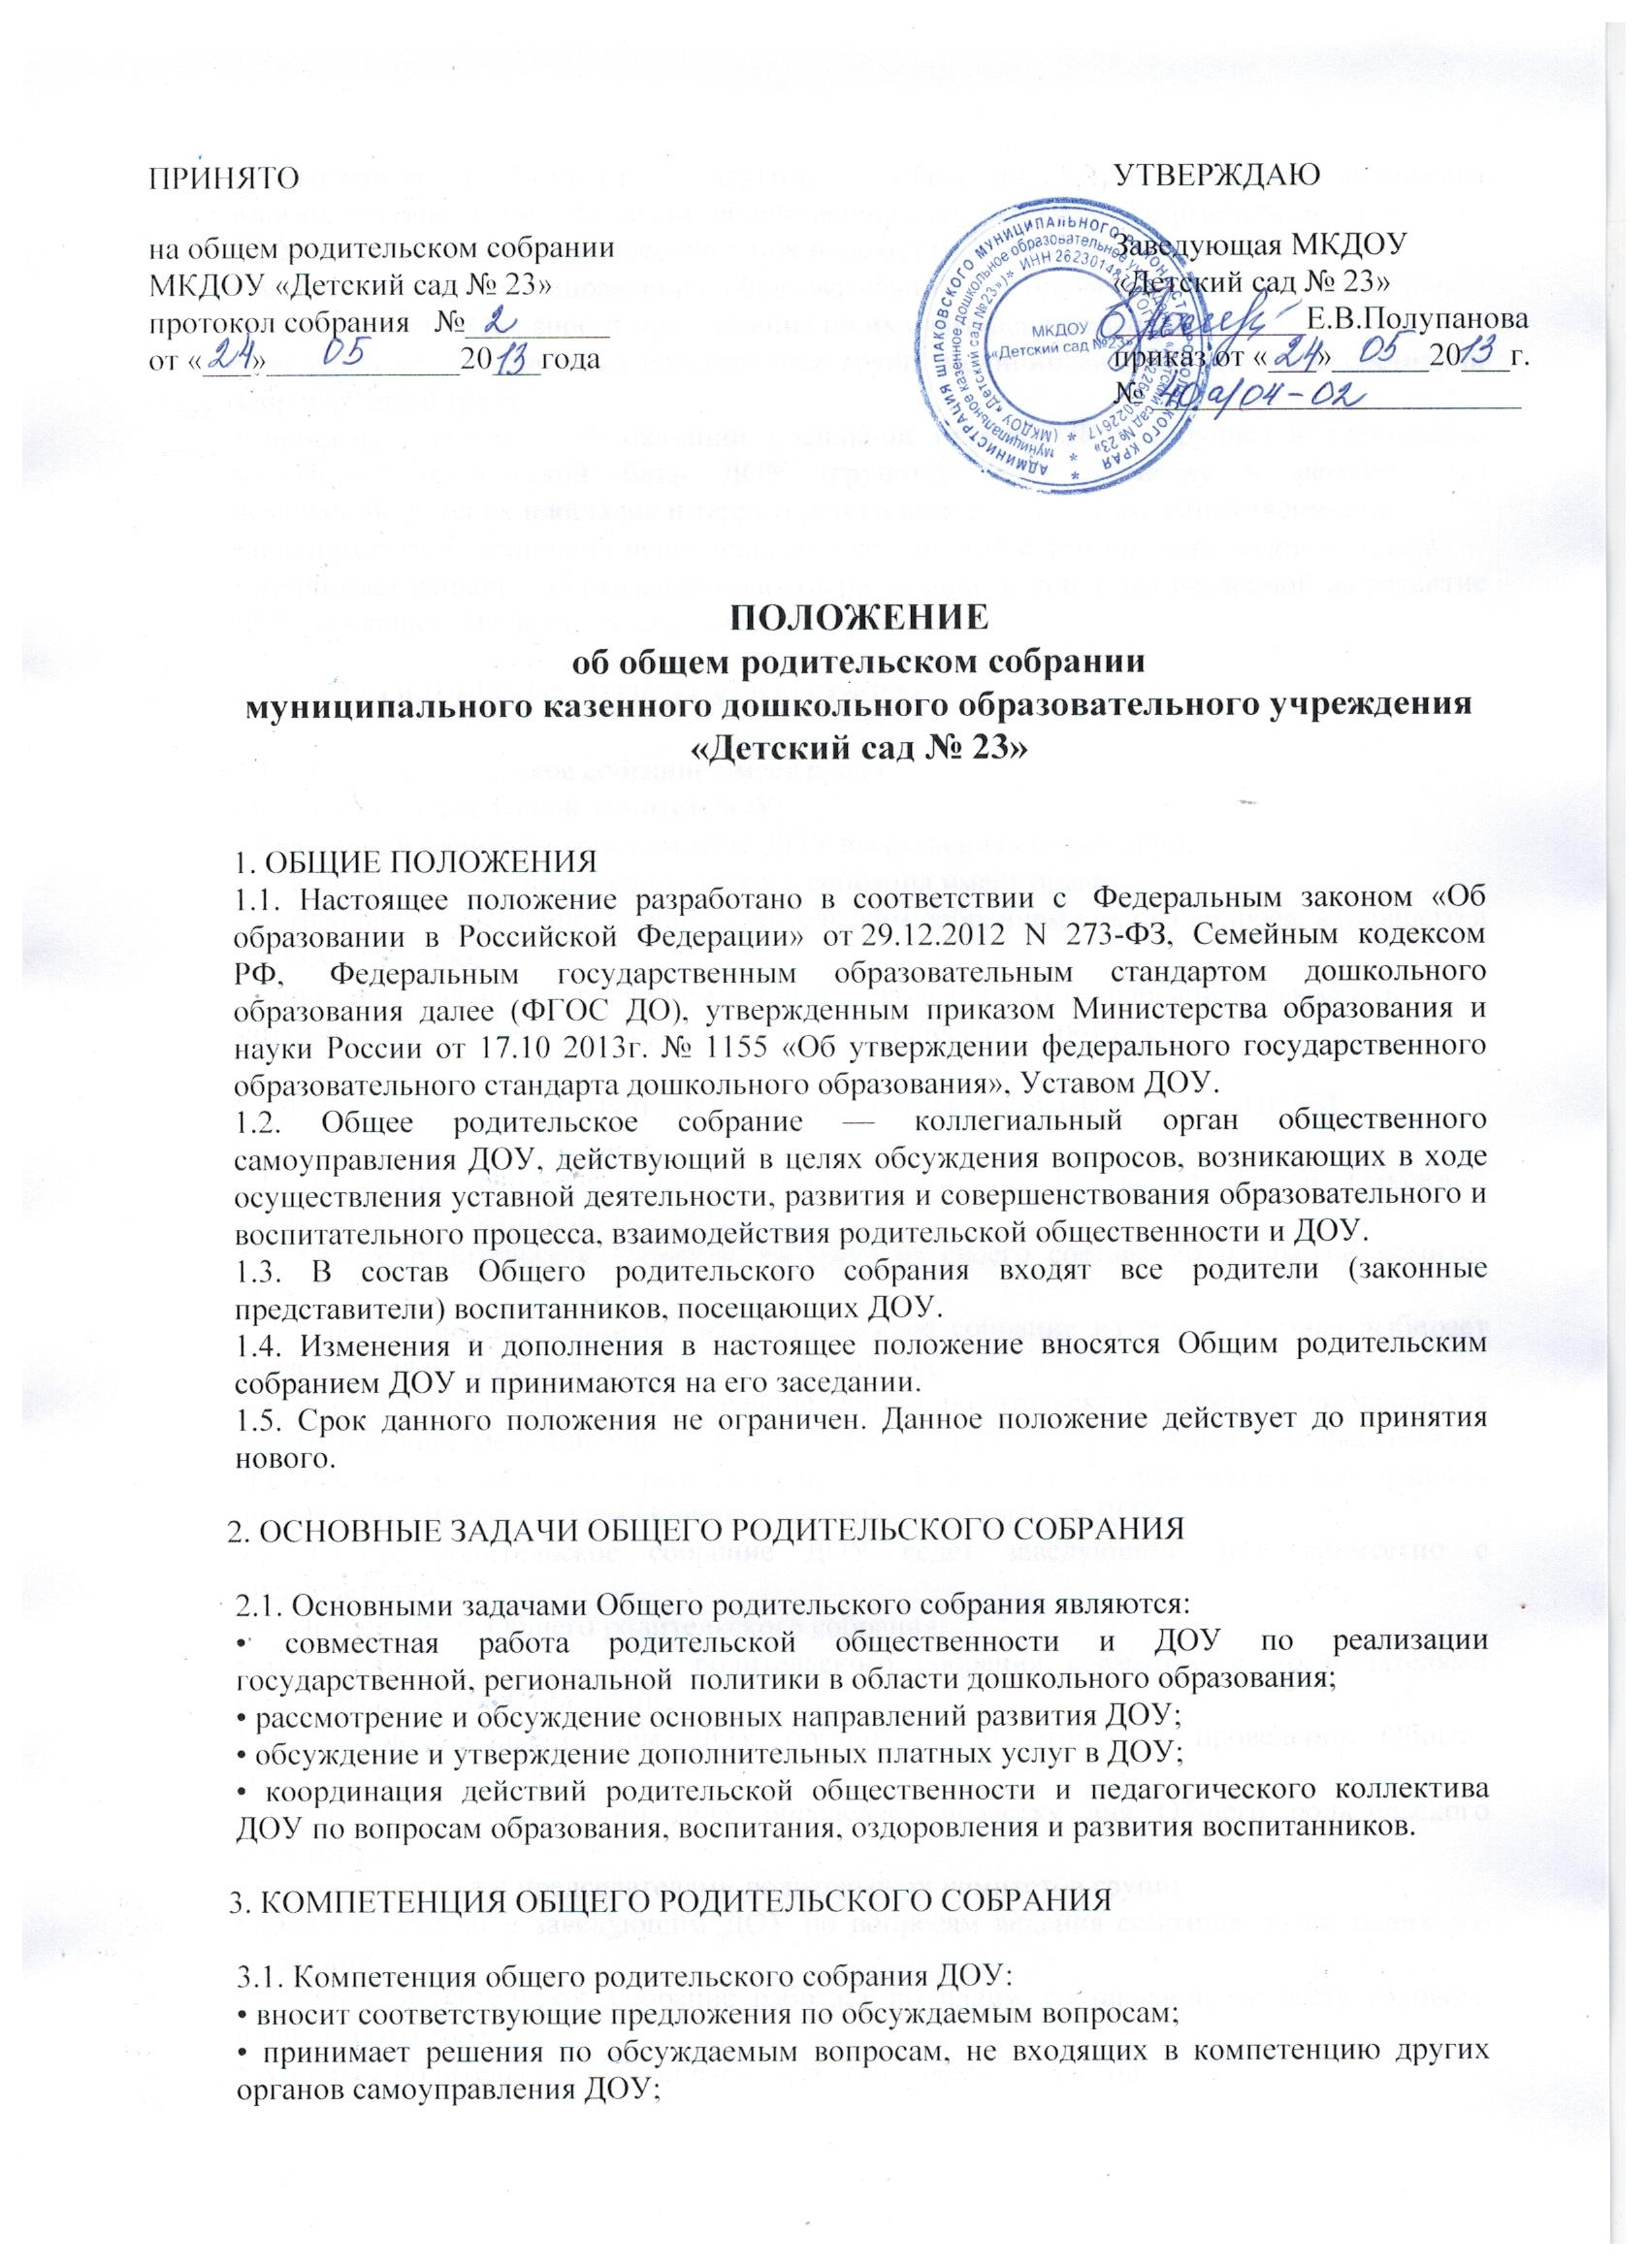 ПРИНЯТО
на общем родительском собрании
МКДОУ «Детский сад № 23»
протокол собрания № 2
от «24» 05 2013 года
УТВЕРЖДАЮ
Заведующая МКДОУ
«Детский сад № 23»
Е.В.Полупанова
приказ от «24» 05 2013 г.
№ 40а/04-02
МКДОУ
«Детский сад №23»
ПОЛОЖЕНИЕ
об общем родительском собрании
муниципального казенного дошкольного образовательного учреждения
«Детский сад № 23»
1. ОБЩИЕ ПОЛОЖЕНИЯ
1.1. Настоящее положение разработано в соответствии с Федеральным законом «Об
образовании в Российской Федерации» от 29.12.2012 N 273-ФЗ, Семейным кодексом
РФ, Федеральным государственным образовательным стандартом дошкольного
образования далее (ФГОС ДО), утвержденным приказом Министерства образования и
науки России от 17.10 2013г. № 1155 «Об утверждении федерального государственного
образовательного стандарта дошкольного образования», Уставом ДОУ.
1.2. Общее родительское собрание — коллегиальный орган общественного
самоуправления ДОУ, действующий в целях обсуждения вопросов, возникающих в ходе
осуществления уставной деятельности, развития и совершенствования образовательного и
воспитательного процесса, взаимодействия родительской общественности и ДОУ.
1.3. В состав Общего родительского собрания входят все родители (законные
представители) воспитанников, посещающих ДОУ.
1.4. Изменения и дополнения в настоящее положение вносятся Общим родительским
собранием ДОУ и принимаются на его заседании.
1.5. Срок данного положения не ограничен. Данное положение действует до принятия
нового.
2. ОСНОВНЫЕ ЗАДАЧИ ОБЩЕГО РОДИТЕЛЬСКОГО СОБРАНИЯ
2.1. Основными задачами Общего родительского собрания являются:
• совместная работа родительской общественности и ДОУ по реализации
государственной, региональной политики в области дошкольного образования;
• рассмотрение и обсуждение основных направлений развития ДОУ;
• обсуждение и утверждение дополнительных платных услуг в ДОУ;
• координация действий родительской общественности и педагогического коллектива
ДОУ по вопросам образования, воспитания, оздоровления и развития воспитанников.
3. КОМПЕТЕНЦИЯ ОБЩЕГО РОДИТЕЛЬСКОГО СОБРАНИЯ
3.1. Компетенция общего родительского собрания ДОУ:
• вносит соответствующие предложения по обсуждаемым вопросам;
• принимает решения по обсуждаемым вопросам, не входящих в компетенцию других
органов самоуправления ДОУ;